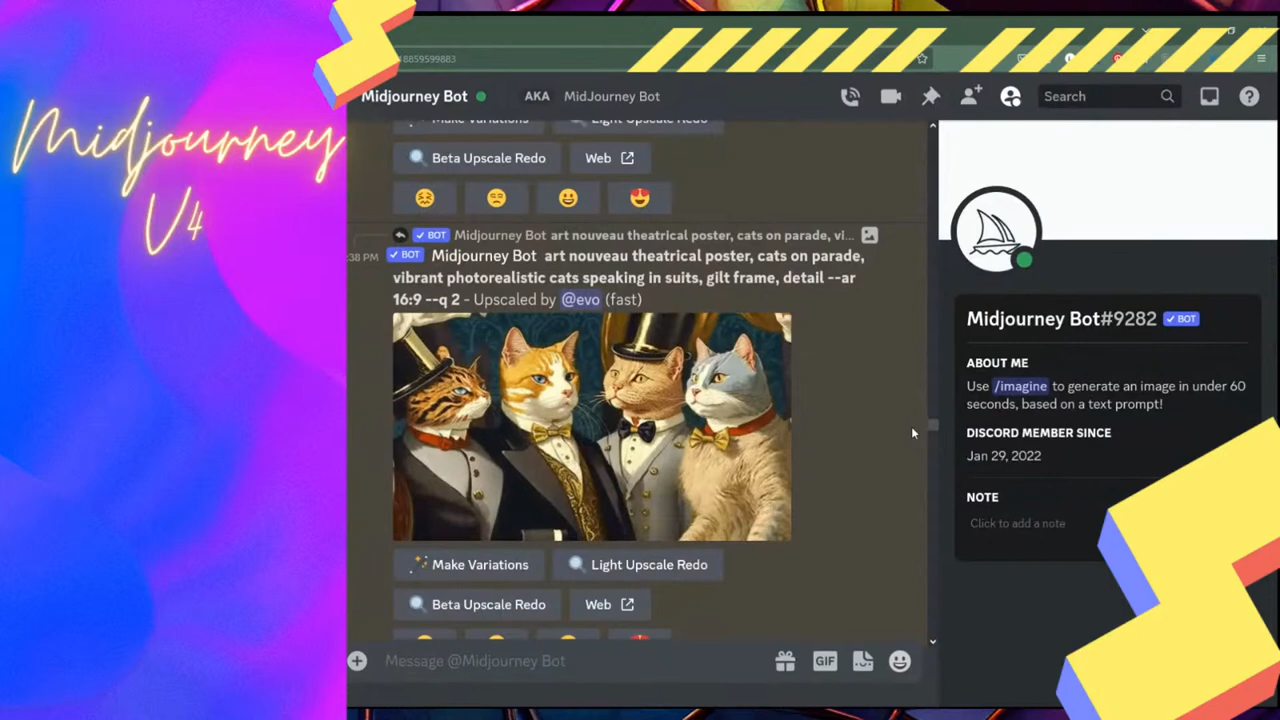 Midjourney
V4
8859599883
Midjourney Bot AKA MidJourney Bot
Search
Make Variations Light Upscale Redo
Beta Upscale Redo Web
BOT Midjourney Bot art nouveau theatrical poster, cats on parade, vi...
:38 PM BOT Midjourney Bot art nouveau theatrical poster, cats on parade,
vibrant photorealistic cats speaking in suits, gilt frame, detail --ar
16:9 --q 2 - Upscaled by @evo (fast)
Make Variations Light Upscale Redo
Beta Upscale Redo Web
Message @Midjourney Bot
GIF
Midjourney Bot#9282 BOT
ABOUT ME
Use /imagine to generate an image in under 60
seconds, based on a text prompt!
DISCORD MEMBER SINCE
Jan 29, 2022
NOTE
Click to add a note